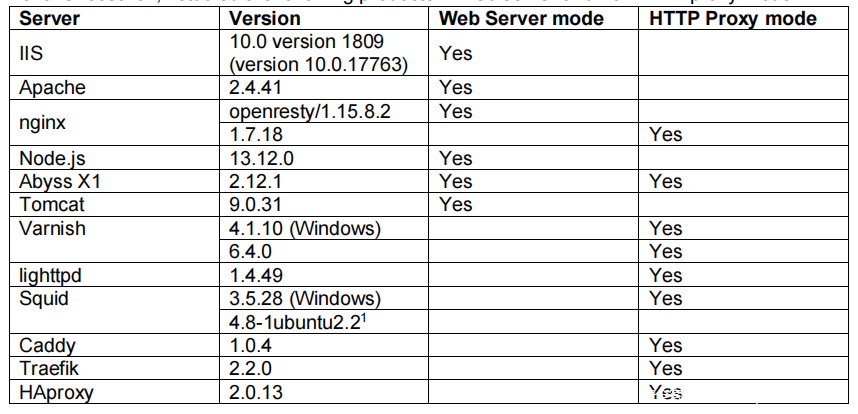 Server Version Web Server mode HTTP Proxy mode
IIS 10.0 version 1809
(version 10.0.17763) Yes
Apache 2.4.41 Yes
nginx openresty/1.15.8.2 Yes
1.7.18 Yes
Node.js 13.12.0 Yes
Abyss X1 2.12.1 Yes Yes
Tomcat 9.0.31 Yes
Varnish 4.1.10 (Windows) Yes
6.4.0 Yes
lighttpd 1.4.49 Yes
Squid 3.5.28 (Windows) Yes
4.8-1ubuntu2.2¹
Caddy 1.0.4 Yes
Traefik 2.2.0 Yes
HAproxy 2.0.13 Yes